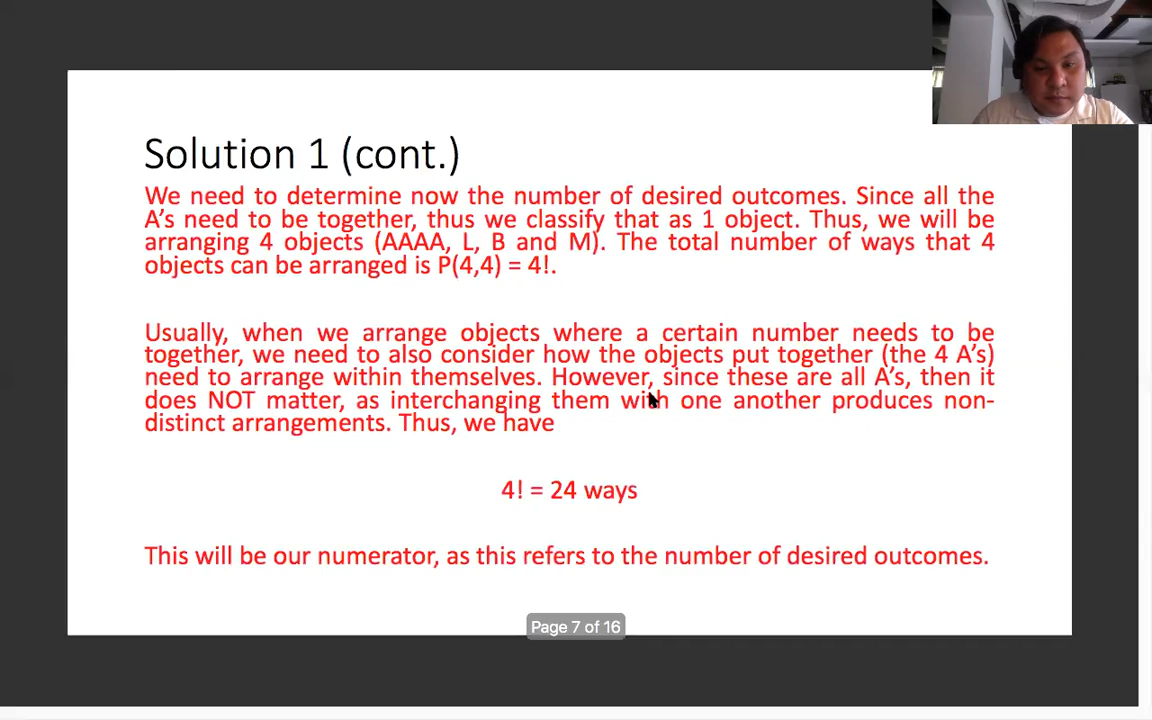 Solution 1 (cont.)
We need to determine now the number of desired outcomes. Since all the
A's need to be together, thus we classify that as 1 object. Thus, we will be
arranging 4 objects (AAAA, L, B and M). The total number of ways that 4
objects can be arranged is P(4,4) = 4!.
Usually, when we arrange objects where a certain number needs to be
together, we need to also consider how the objects put together (the 4 A's)
need to arrange within themselves. However, since these are all A's, then it
does NOT matter, as interchanging them with one another produces non-
distinct arrangements. Thus, we have
4! = 24 ways
This will be our numerator, as this refers to the number of desired outcomes.
Page 7 of 16